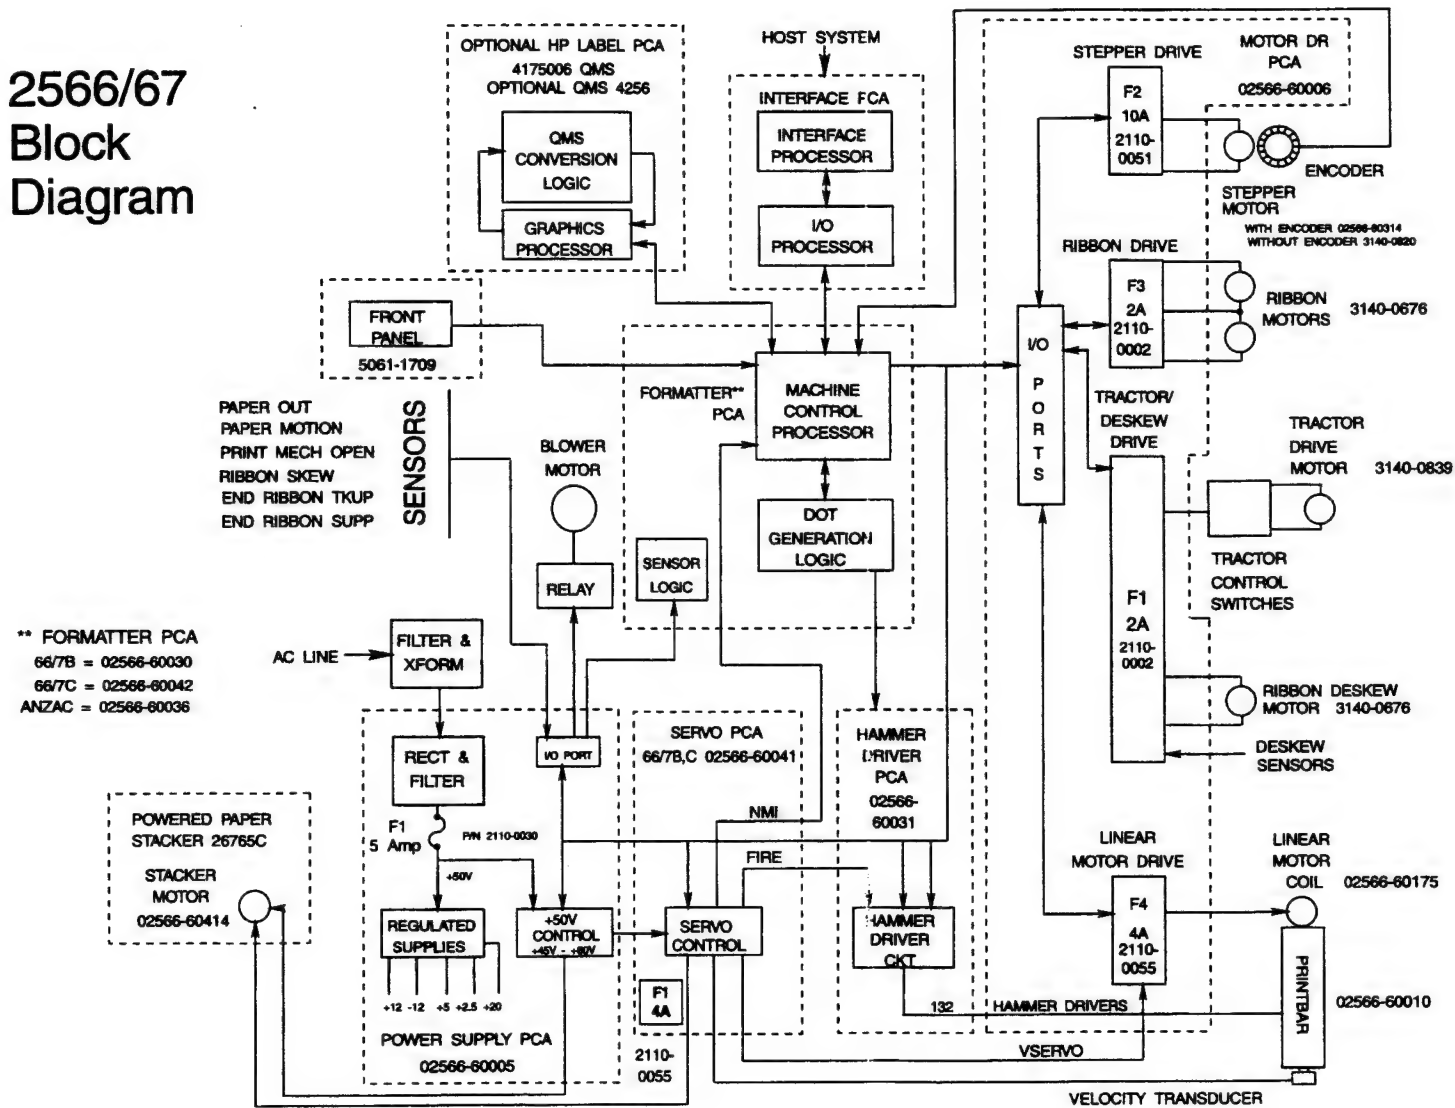 2566/67
Block
Diagram
OPTIONAL HP LABEL PCA
4175006 QMS
OPTIONAL QMS 4256
QMS
CONVERSION
LOGIC
GRAPHICS
PROCESSOR
HOST SYSTEM
INTERFACE PCA
INTERFACE
PROCESSOR
I/O
PROCESSOR
STEPPER DRIVE
MOTOR DR
PCA
02566-60006
F2
10A
2110-
0051
ENCODER
STEPPER
MOTOR
WITH ENCODER 02566-60314
WITHOUT ENCODER 3140-0820
RIBBON DRIVE
F3
2A
2110-
0002
RIBBON
MOTORS
3140-0676
FRONT
PANEL
5061-1709
I/O
PORTS
FORMATTER**
PCA
MACHINE
CONTROL
PROCESSOR
DOT
GENERATION
LOGIC
SENSOR
LOGIC
PAPER OUT
PAPER MOTION
PRINT MECH OPEN
RIBBON SKEW
END RIBBON TKUP
END RIBBON SUPP
SENSORS
BLOWER
MOTOR
RELAY
TRACTOR/
DESKEW
DRIVE
F1
2A
2110-
0002
TRACTOR
DRIVE
MOTOR 3140-0839
TRACTOR
CONTROL
SWITCHES
RIBBON DESKEW
MOTOR 3140-0676
DESKEW
SENSORS
** FORMATTER PCA
66/7B = 02566-60030
66/7C = 02566-60042
ANZAC = 02566-60036
AC LINE
FILTER &
XFORM
RECT &
FILTER
I/O PORT
F1
5 Amp
P/N 2110-0030
+50V
REGULATED
SUPPLIES
+12 -12 +5 +2.5 +20
+50V
CONTROL
+45V - +60V
POWER SUPPLY PCA
02566-60005
POWERED PAPER
STACKER 26765C
STACKER
MOTOR
02566-60414
SERVO PCA
66/7B,C 02566-60041
NMI
FIRE
SERVO
CONTROL
F1
4A
2110-
0055
HAMMER
DRIVER
PCA
02566-
60031
HAMMER
DRIVER
CKT
132 HAMMER DRIVERS
VSERVO
VELOCITY TRANSDUCER
LINEAR
MOTOR DRIVE
F4
4A
2110-
0055
LINEAR
MOTOR
COIL 02566-60175
PRINTBAR
02566-60010